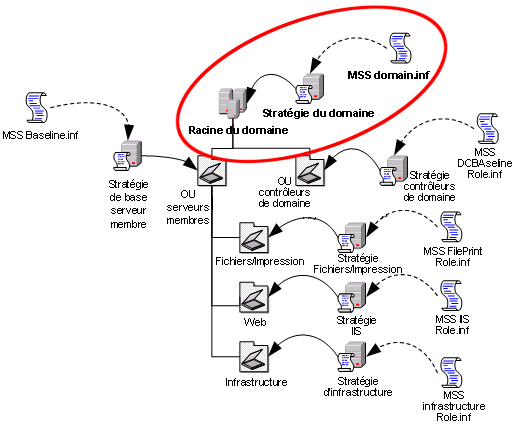 MSS domain.inf
Stratégie du domaine
Racine du domaine
MSS Baseline.inf
Stratégie
de base
serveur
membre
OU
serveurs
membres
OU
contrôleurs
de domaine
Stratégie
contrôleurs
de domaine
MSS
DCBAseline
Role.inf
Fichiers/Impression
Stratégie
Fichiers/Impression
MSS FilePrint
Role.inf
Web
Stratégie
IIS
MSS IIS
Role.inf
Infrastructure
Stratégie
d'infrastructure
MSS
infrastructure
Role.inf